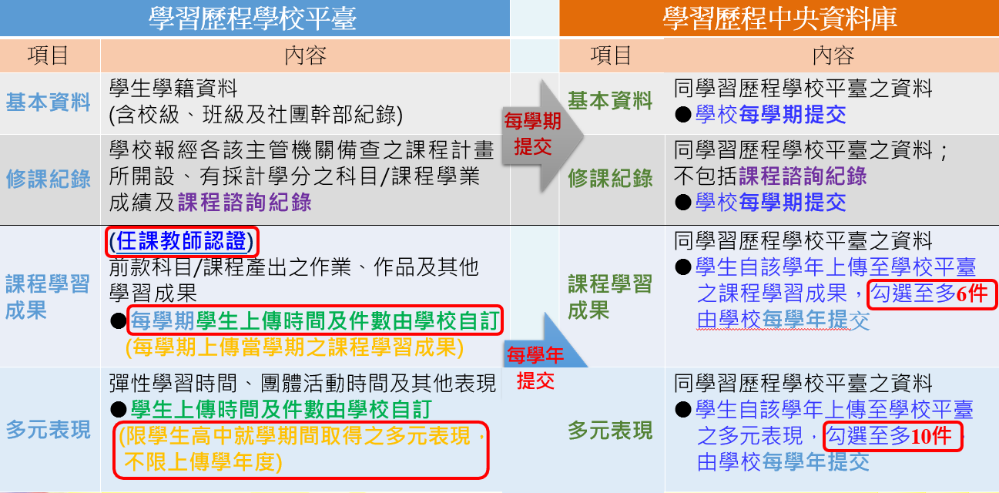 學習歷程學校平臺
項目
內容
基本資料
學生學籍資料
(含校級、班級及社團幹部紀錄)
修課紀錄
學校報經各該主管機關備查之課程計畫
所開設、有採計學分之科目/課程學業
成績及課程諮詢紀錄
課程學習
成果
(任課教師認證)
前款科目/課程產出之作業、作品及其他
學習成果
●每學期學生上傳時間及件數由學校自訂
(每學期上傳當學期之課程學習成果)
多元表現
彈性學習時間、團體活動時間及其他表現
●學生上傳時間及件數由學校自訂
(限學生高中就學期間取得之多元表現，
不限上傳學年度)
每學期
提交
每學年
提交
學習歷程中央資料庫
項目
內容
基本資料
同學習歷程學校平臺之資料
●學校每學期提交
修課紀錄
同學習歷程學校平臺之資料；
不包括課程諮詢紀錄
●學校每學期提交
課程學習
成果
同學習歷程學校平臺之資料
●學生自該學年上傳至學校平臺
之課程學習成果，勾選至多6件
由學校每學年提交
多元表現
同學習歷程學校平臺之資料
●學生自該學年上傳至學校平臺
之多元表現，勾選至多10件，
由學校每學年提交